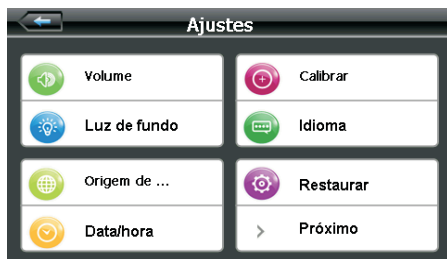 Ajustes
Volume
Calibrar
Luz de fundo
Idioma
Origem de ...
Restaurar
Data/hora
Próximo